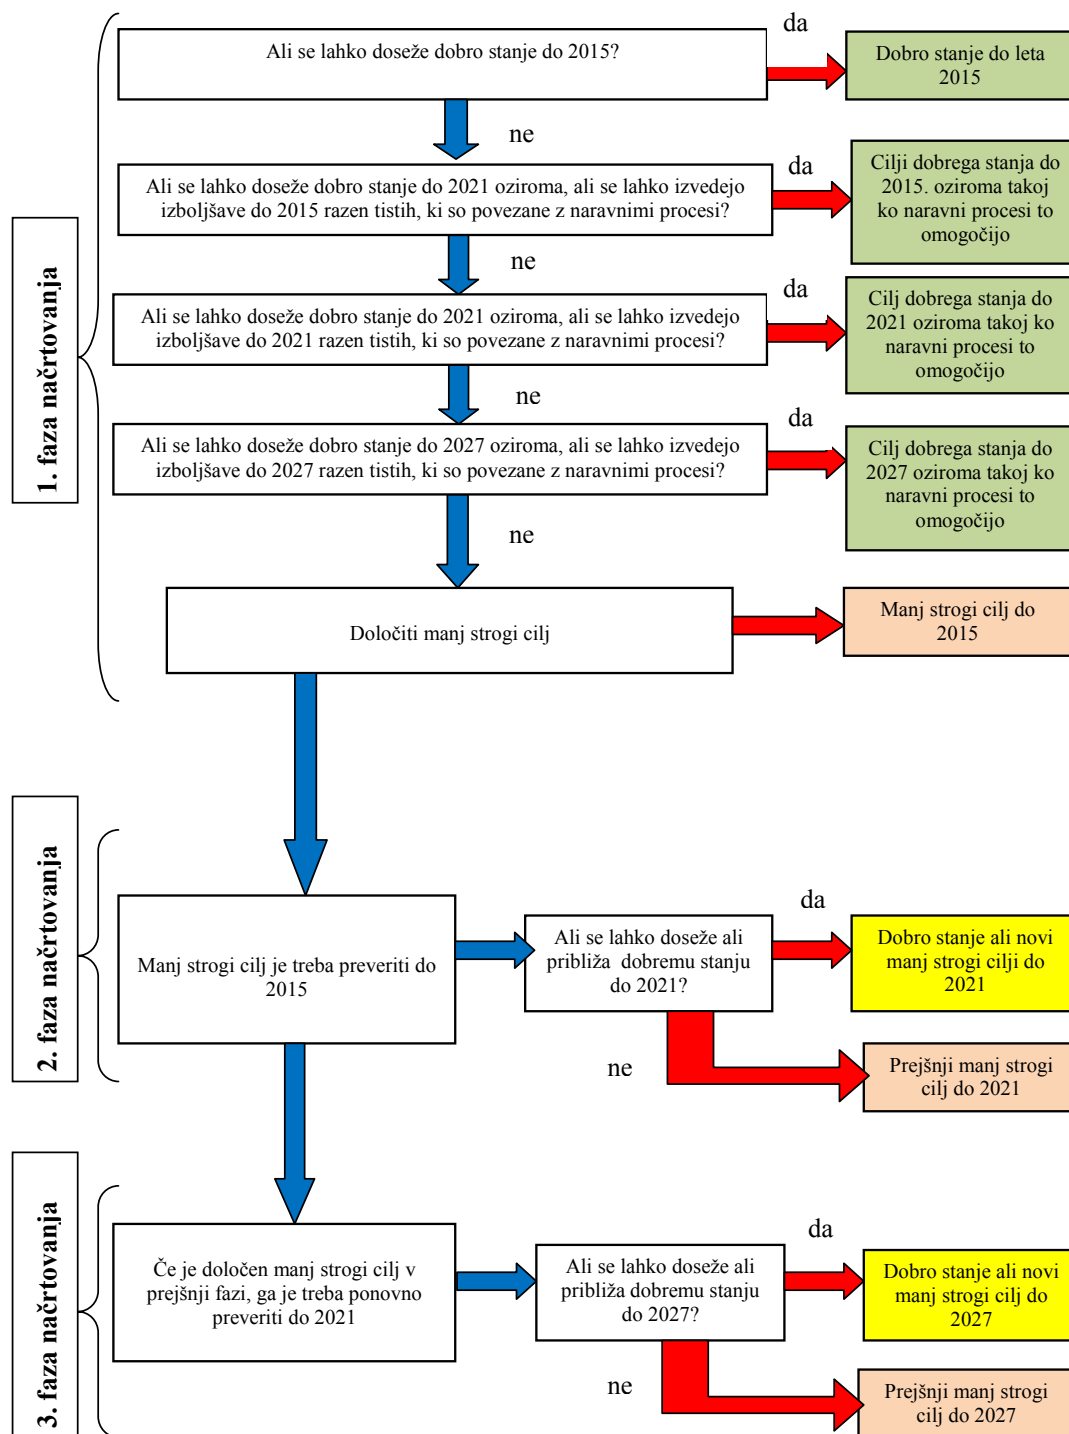 1. faza načrtovanja
Ali se lahko doseže dobro stanje do 2015?
da
Dobro stanje do leta
2015
ne
Ali se lahko doseže dobro stanje do 2021 oziroma, ali se lahko izvedejo
izboljšave do 2015 razen tistih, ki so povezane z naravnimi procesi?
da
Cilji dobrega stanja do
2015. oziroma takoj
ko naravni procesi to
omogočijo
ne
Ali se lahko doseže dobro stanje do 2021 oziroma, ali se lahko izvedejo
izboljšave do 2021 razen tistih, ki so povezane z naravnimi procesi?
da
Cilj dobrega stanja do
2021 oziroma takoj ko
naravni procesi to
omogočijo
ne
Ali se lahko doseže dobro stanje do 2027 oziroma, ali se lahko izvedejo
izboljšave do 2027 razen tistih, ki so povezane z naravnimi procesi?
da
Cilj dobrega stanja do
2027 oziroma takoj ko
naravni procesi to
omogočijo
ne
Določiti manj strogi cilj
Manj strogi cilj do
2015
2. faza načrtovanja
Manj strogi cilj je treba preveriti do
2015
Ali se lahko doseže ali
približa dobremu stanju
do 2021?
da
Dobro stanje ali novi
manj strogi cilji do
2021
ne
Prejšnji manj strogi
cilj do 2021
3. faza načrtovanja
Če je določen manj strogi cilj v
prejšnji fazi, ga je treba ponovno
preveriti do 2021
Ali se lahko doseže ali
približa dobremu stanju
do 2027?
da
Dobro stanje ali novi
manj strogi cilj do
2027
ne
Prejšnji manj strogi
cilj do 2027